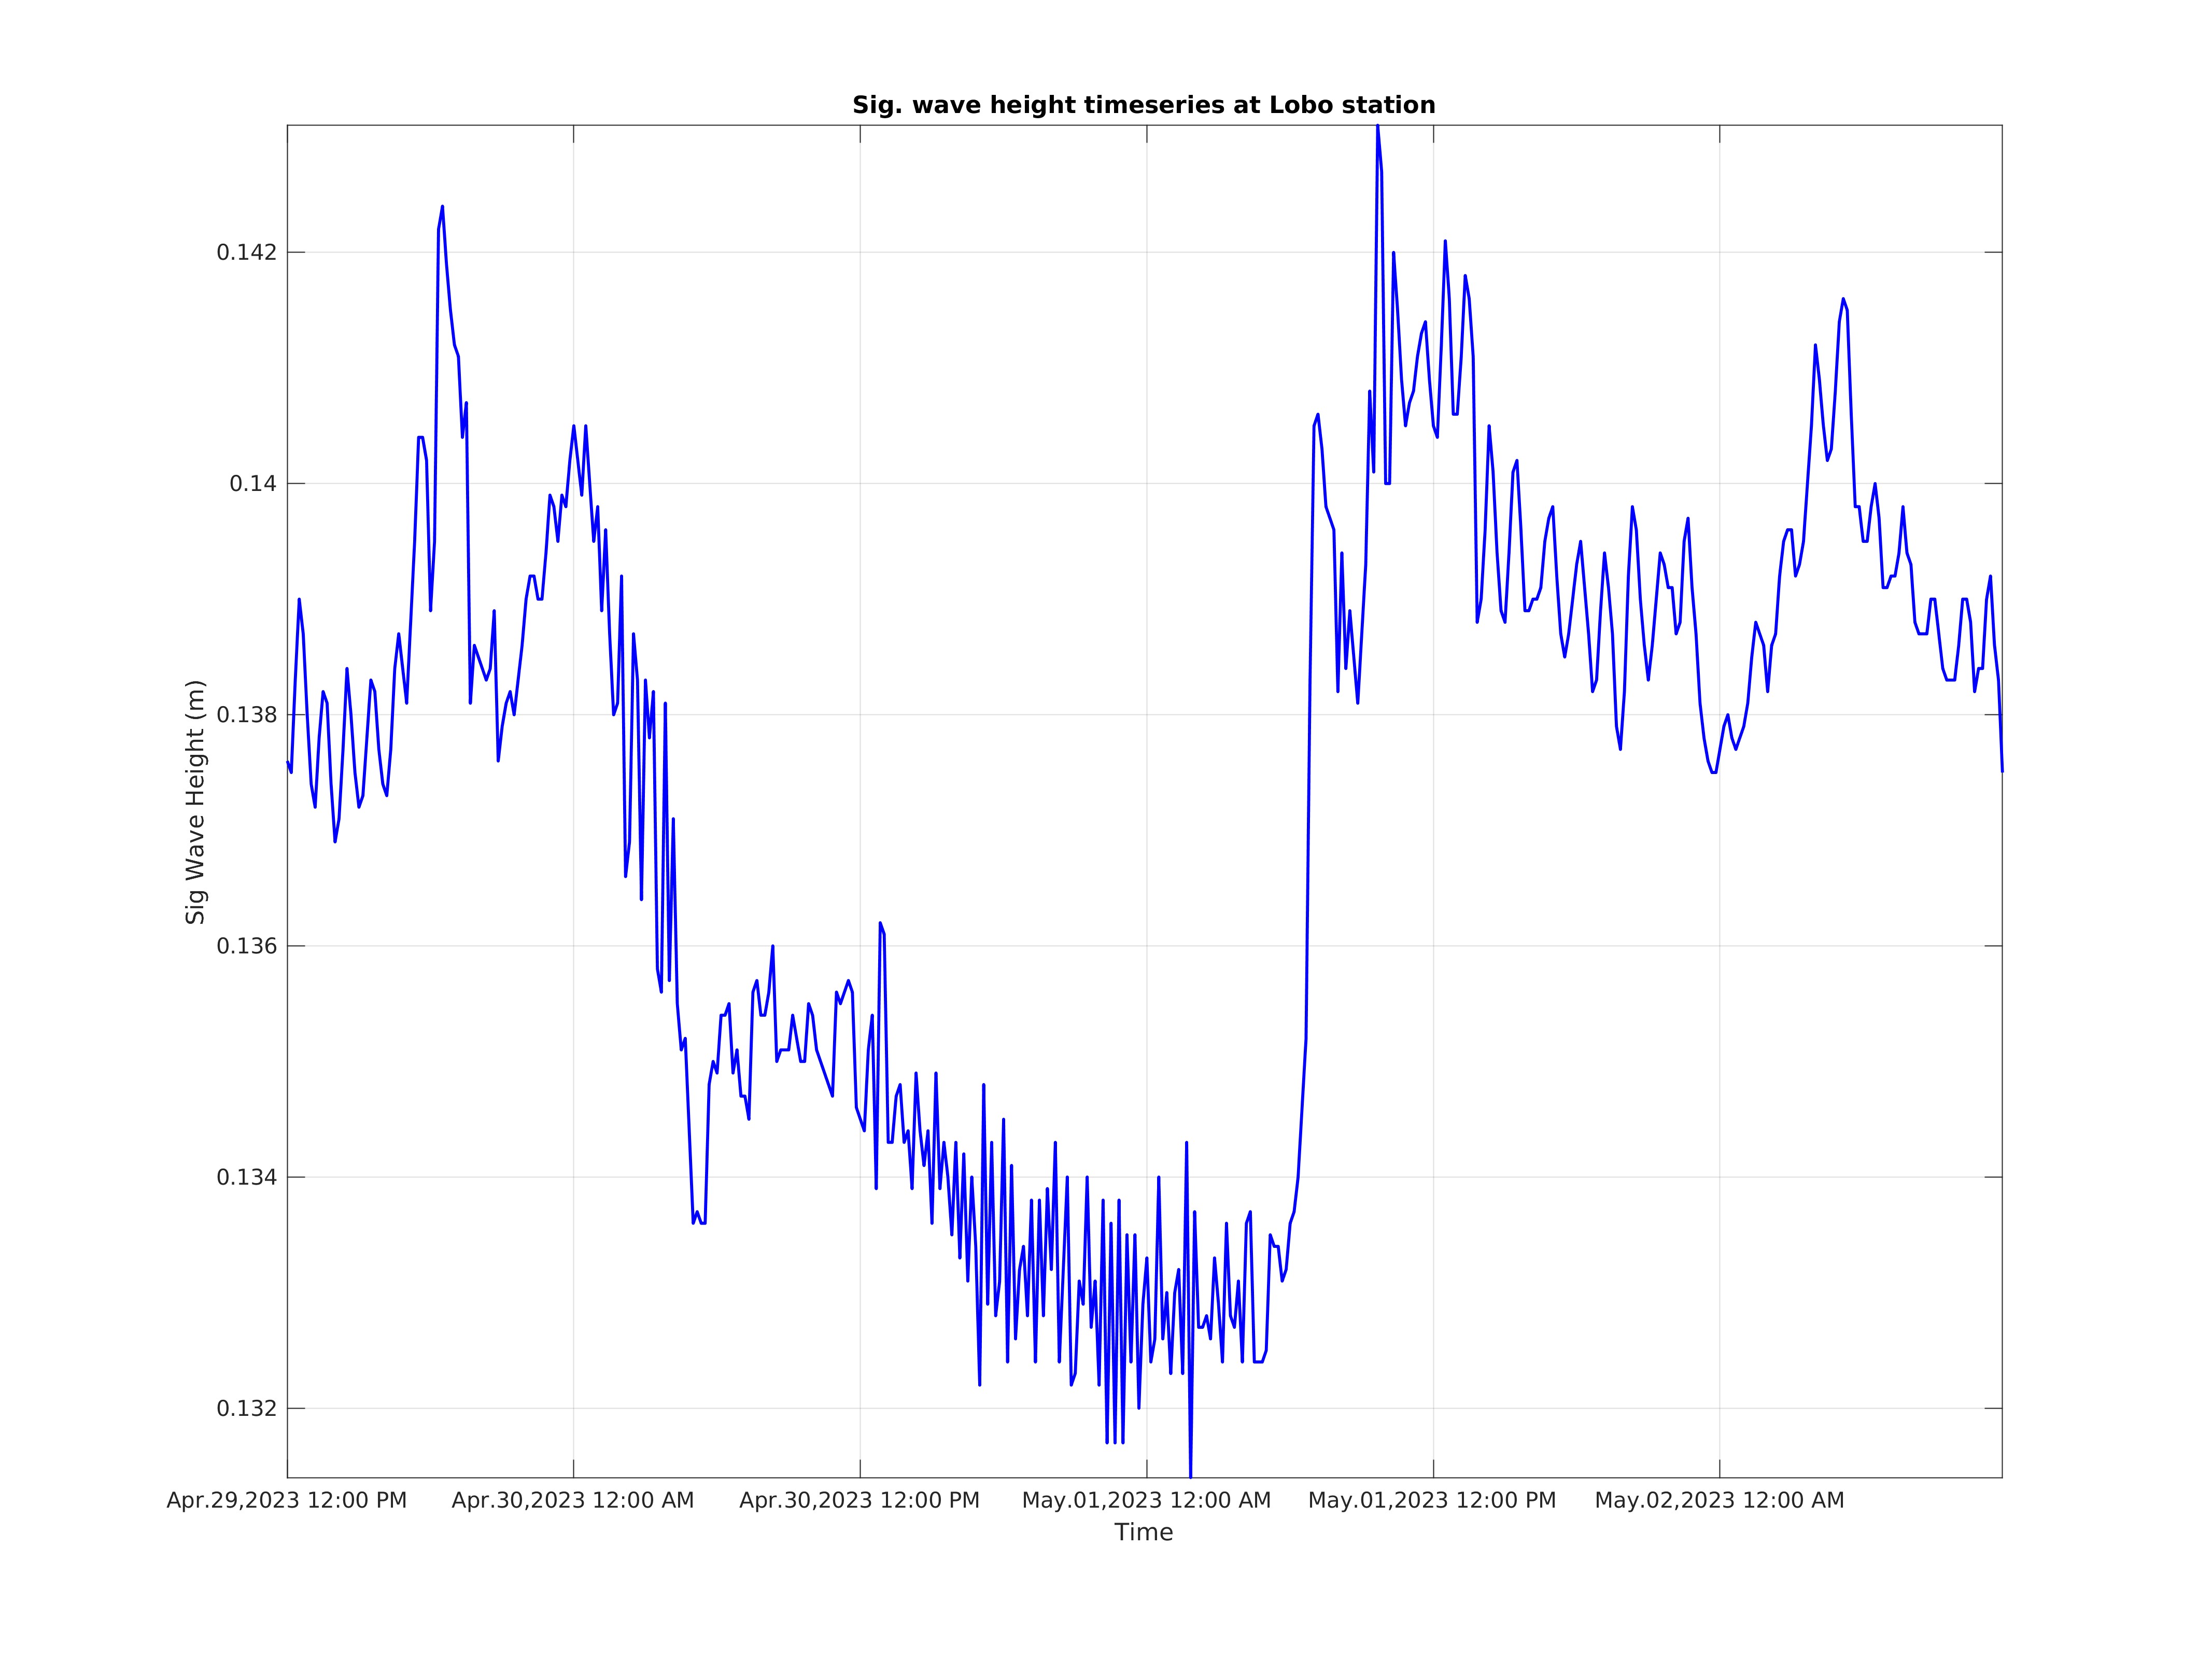 Sig. wave height timeseries at Lobo station
0.142
0.14
0.138
0.136
0.134
0.132
Sig Wave Height (m)
Apr.29,2023 12:00 PM Apr.30,2023 12:00 AM Apr.30,2023 12:00 PM May.01,2023 12:00 AM May.01,2023 12:00 PM May.02,2023 12:00 AM
Time